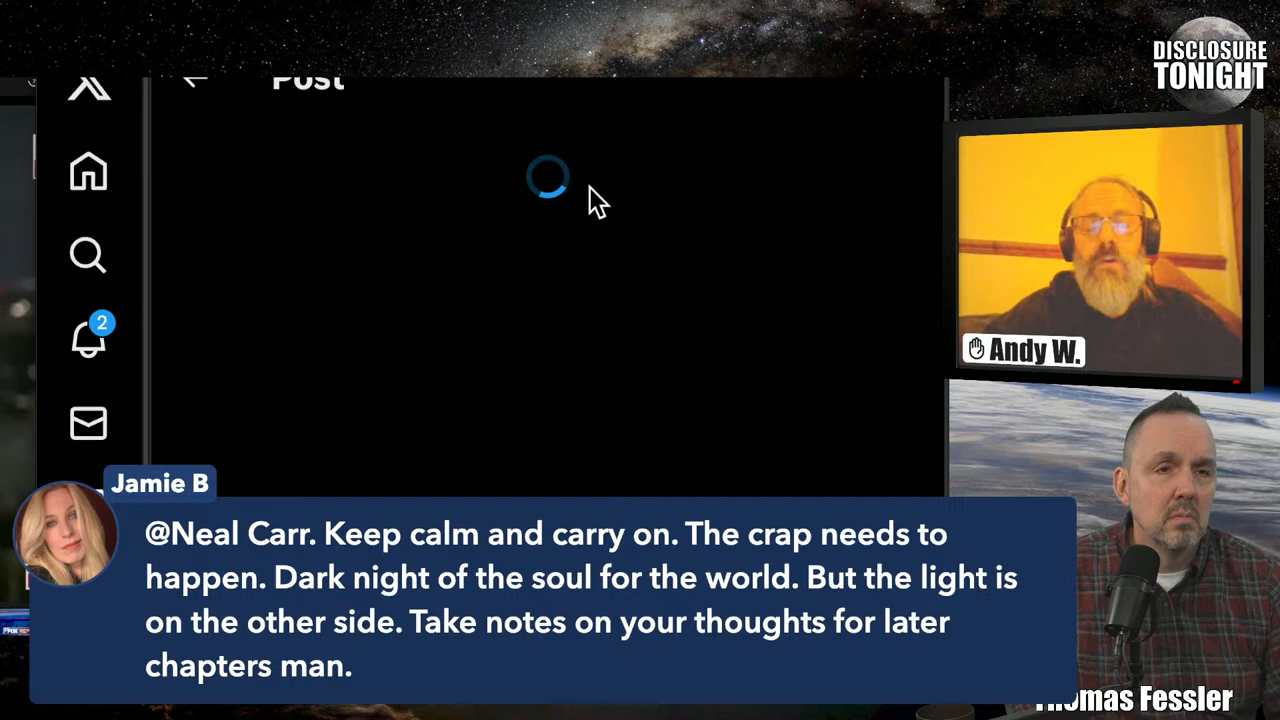 DISCLOSURE
TONIGHT
Post
2
Andy W.
Jamie B
@Neal Carr. Keep calm and carry on. The crap needs to
happen. Dark night of the soul for the world. But the light is
on the other side. Take notes on your thoughts for later
chapters man.
FOX
Thomas Fessler